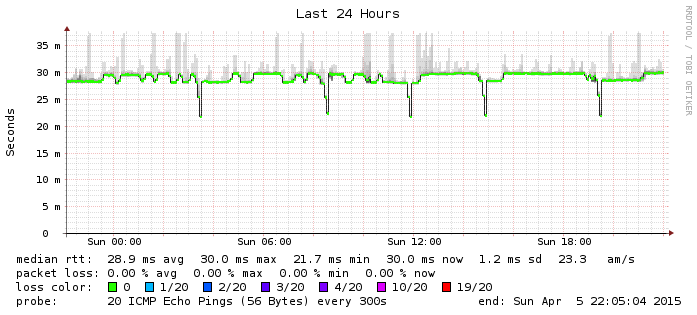 Last 24 Hours
RRDTOOL / TOBI OETIKER
Seconds
35 m
30 m
25 m
20 m
15 m
10 m
5 m
0
Sun 00:00 Sun 06:00 Sun 12:00 Sun 18:00
median rtt: 28.9 ms avg 30.0 ms max 21.7 ms min 30.0 ms now 1.2 ms sd 23.3 am/s
packet loss: 0.00 % avg 0.00 % max 0.00 % min 0.00 % now
loss color: 0 1/20 2/20 3/20 4/20 10/20 19/20
probe: 20 ICMP Echo Pings (56 Bytes) every 300s end: Sun Apr 5 22:05:04 2015